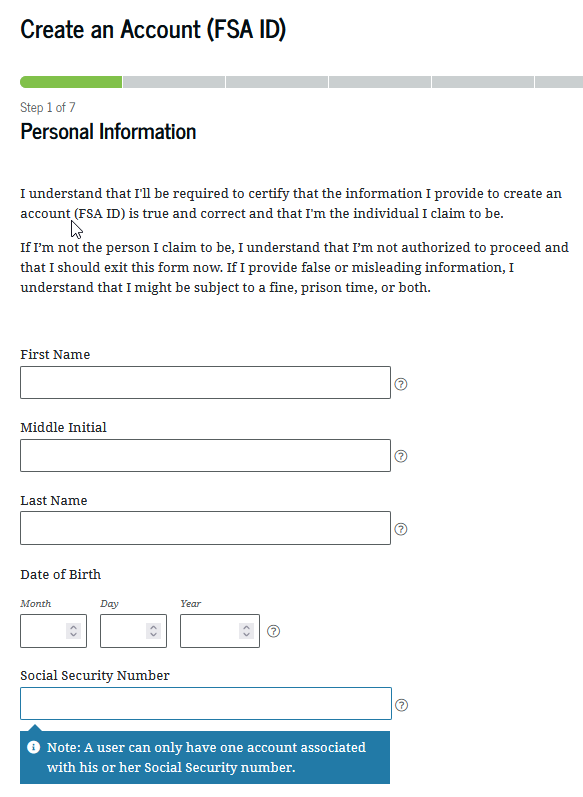 Create an Account (FSA ID)
Step 1 of 7
Personal Information
I understand that I'll be required to certify that the information I provide to create an
account (FSA ID) is true and correct and that I'm the individual I claim to be.
If I’m not the person I claim to be, I understand that I’m not authorized to proceed and
that I should exit this form now. If I provide false or misleading information, I
understand that I might be subject to a fine, prison time, or both.
First Name
?
Middle Initial
?
Last Name
?
Date of Birth
Month Day Year
?
Social Security Number
?
i Note: A user can only have one account associated
with his or her Social Security number.